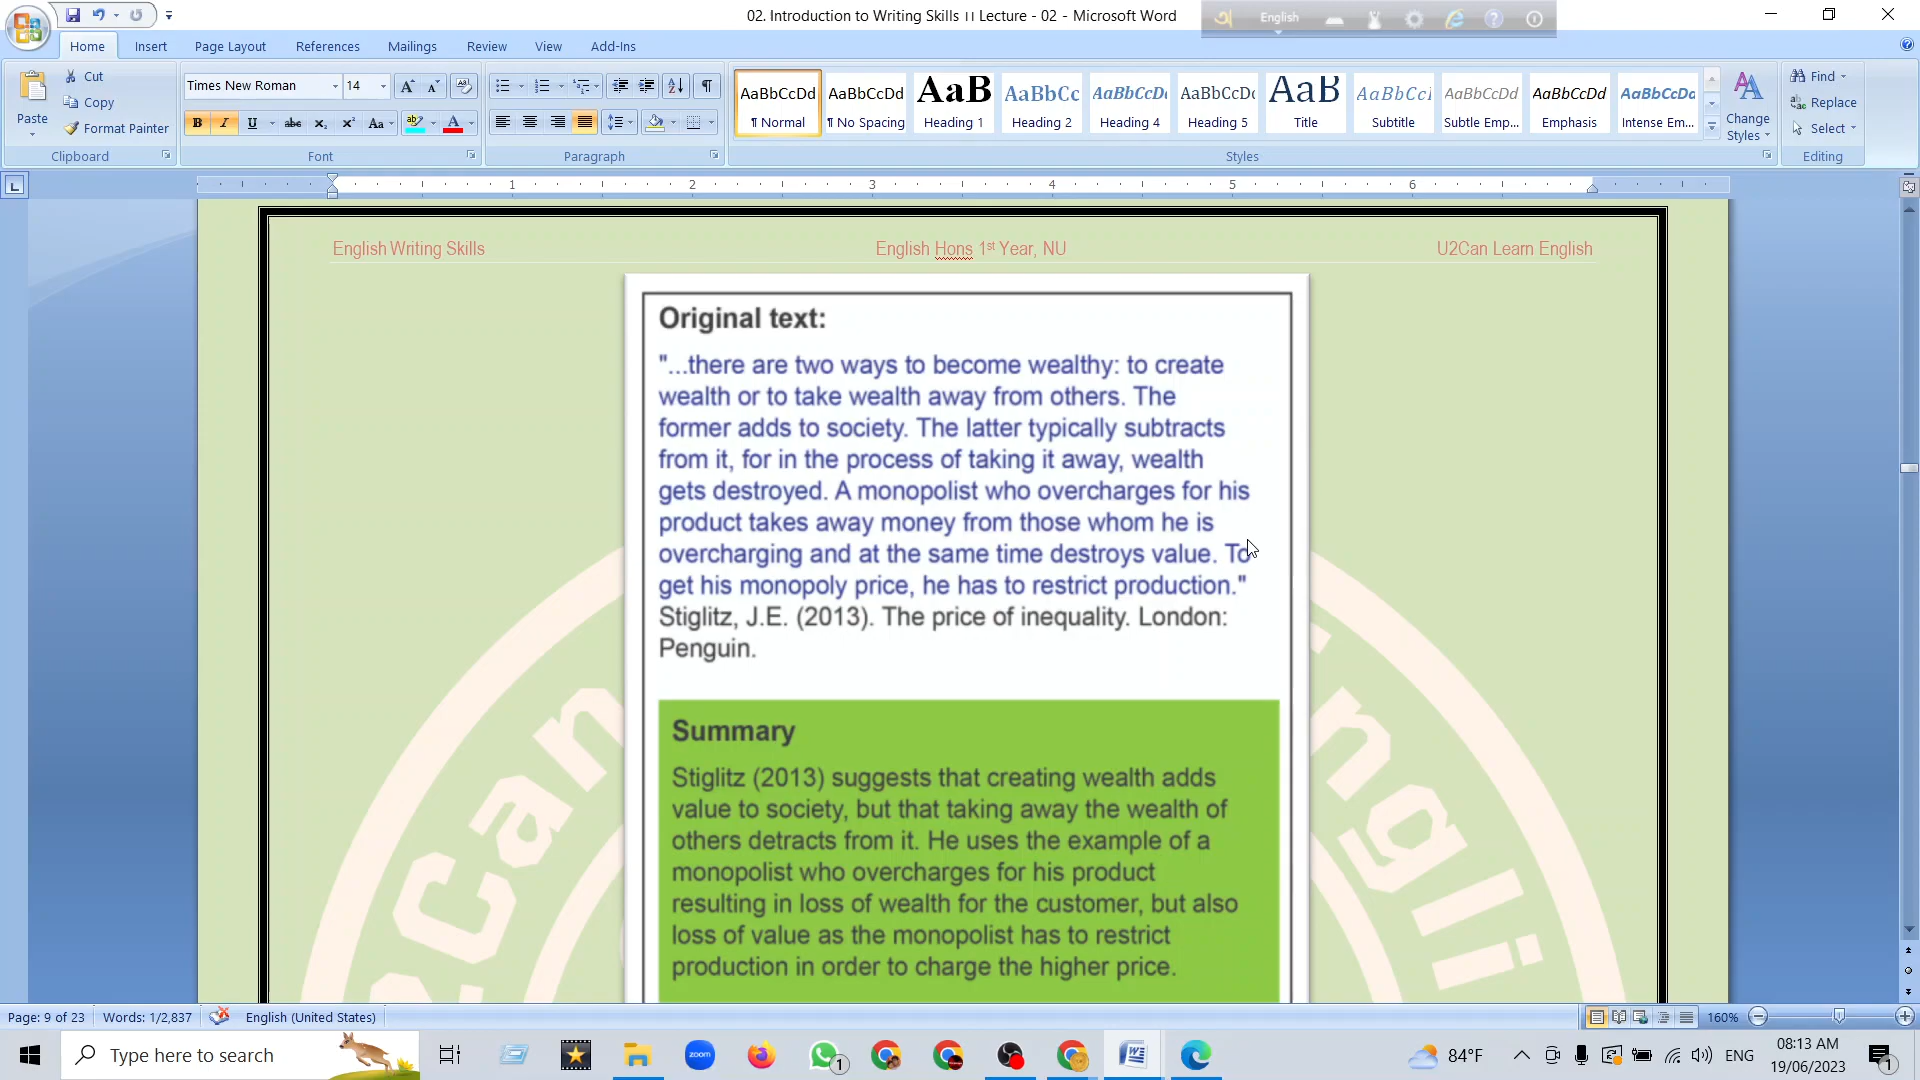 02. Introduction to Writing Skills ।। Lecture - 02 - Microsoft Word
English
Home Insert Page Layout References Mailings Review View Add-Ins
Paste
Cut
Copy
Format Painter
Clipboard
Times New Roman 14
Font
Paragraph
AaBbCcDd AaBbCcDd AaB AaBbCc AaBbCcD AaBbCcDc AaB AaBbCcI AaBbCcDd AaBbCcDd AaBbCcDd
¶ Normal ¶ No Spacing Heading 1 Heading 2 Heading 4 Heading 5 Title Subtitle Subtle Emp... Emphasis Intense Em...
Styles
Change Styles
Find
Replace
Select
Editing
1 2 3 4 5 6
English Writing Skills English Hons 1st Year, NU U2Can Learn English
Original text:
"...there are two ways to become wealthy: to create
wealth or to take wealth away from others. The
former adds to society. The latter typically subtracts
from it, for in the process of taking it away, wealth
gets destroyed. A monopolist who overcharges for his
product takes away money from those whom he is
overcharging and at the same time destroys value. To
get his monopoly price, he has to restrict production."
Stiglitz, J.E. (2013). The price of inequality. London:
Penguin.
Summary
Stiglitz (2013) suggests that creating wealth adds
value to society, but that taking away the wealth of
others detracts from it. He uses the example of a
monopolist who overcharges for his product
resulting in loss of wealth for the customer, but also
loss of value as the monopolist has to restrict
production in order to charge the higher price.
Page: 9 of 23 Words: 1/2,837 English (United States) 160%
Type here to search
zoom
1
84°F
ENG
08:13 AM
19/06/2023
1